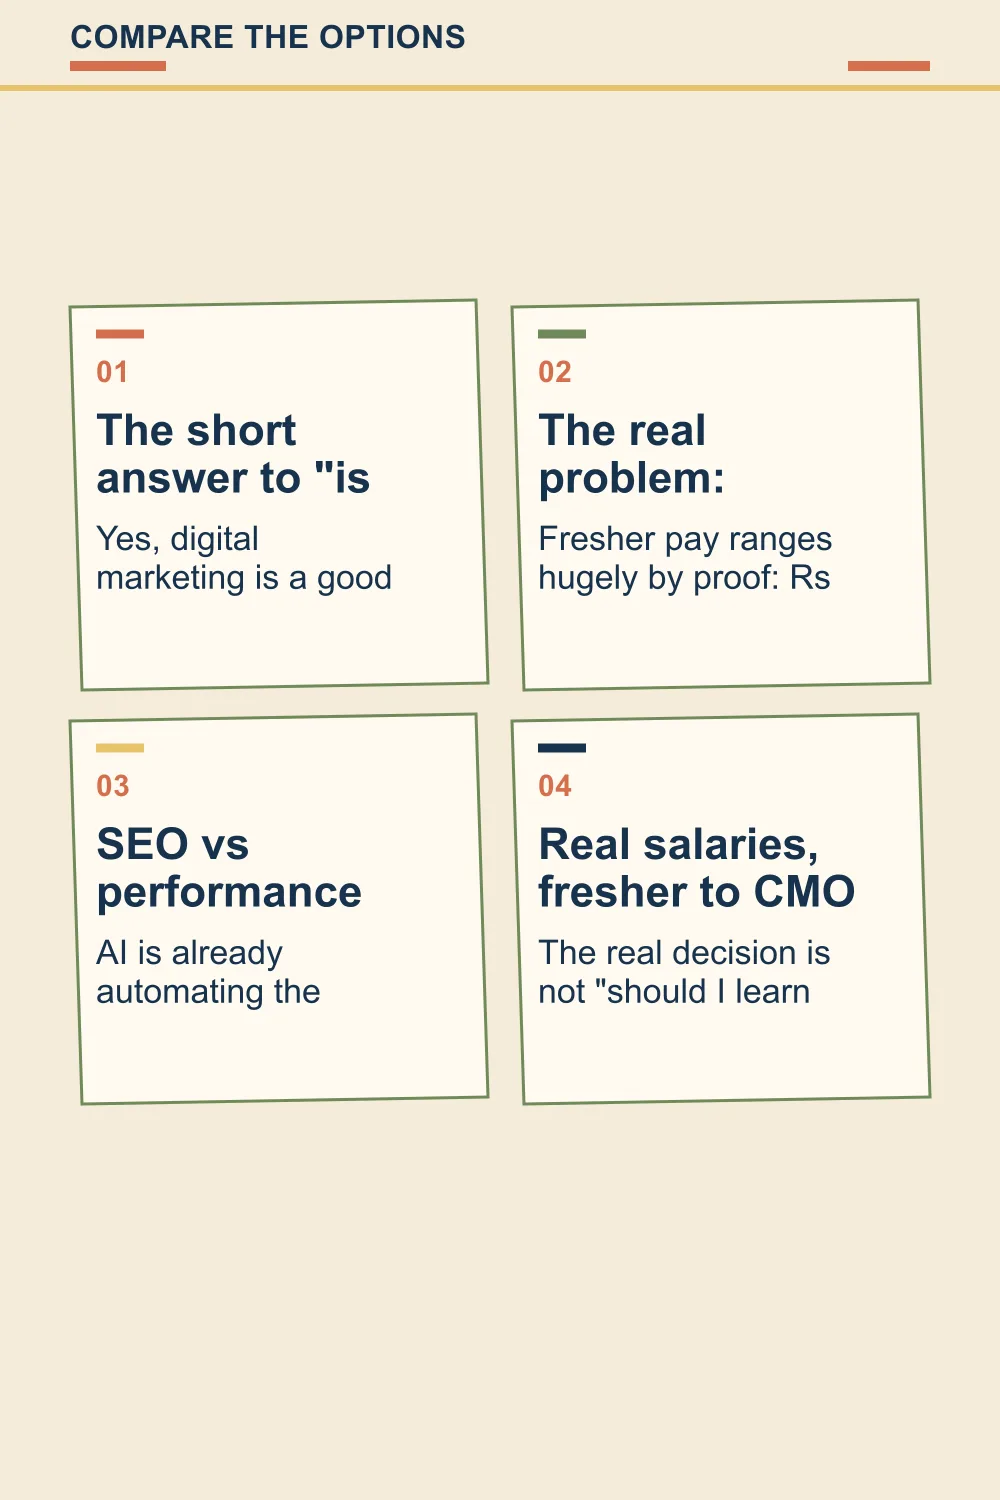 COMPARE THE OPTIONS
01
The short
answer to "is
Yes, digital
marketing is a good
02
The real
problem:
Fresher pay ranges
hugely by proof: Rs
03
SEO vs
performance
AI is already
automating the
04
Real salaries,
fresher to CMO
The real decision is
not "should I learn